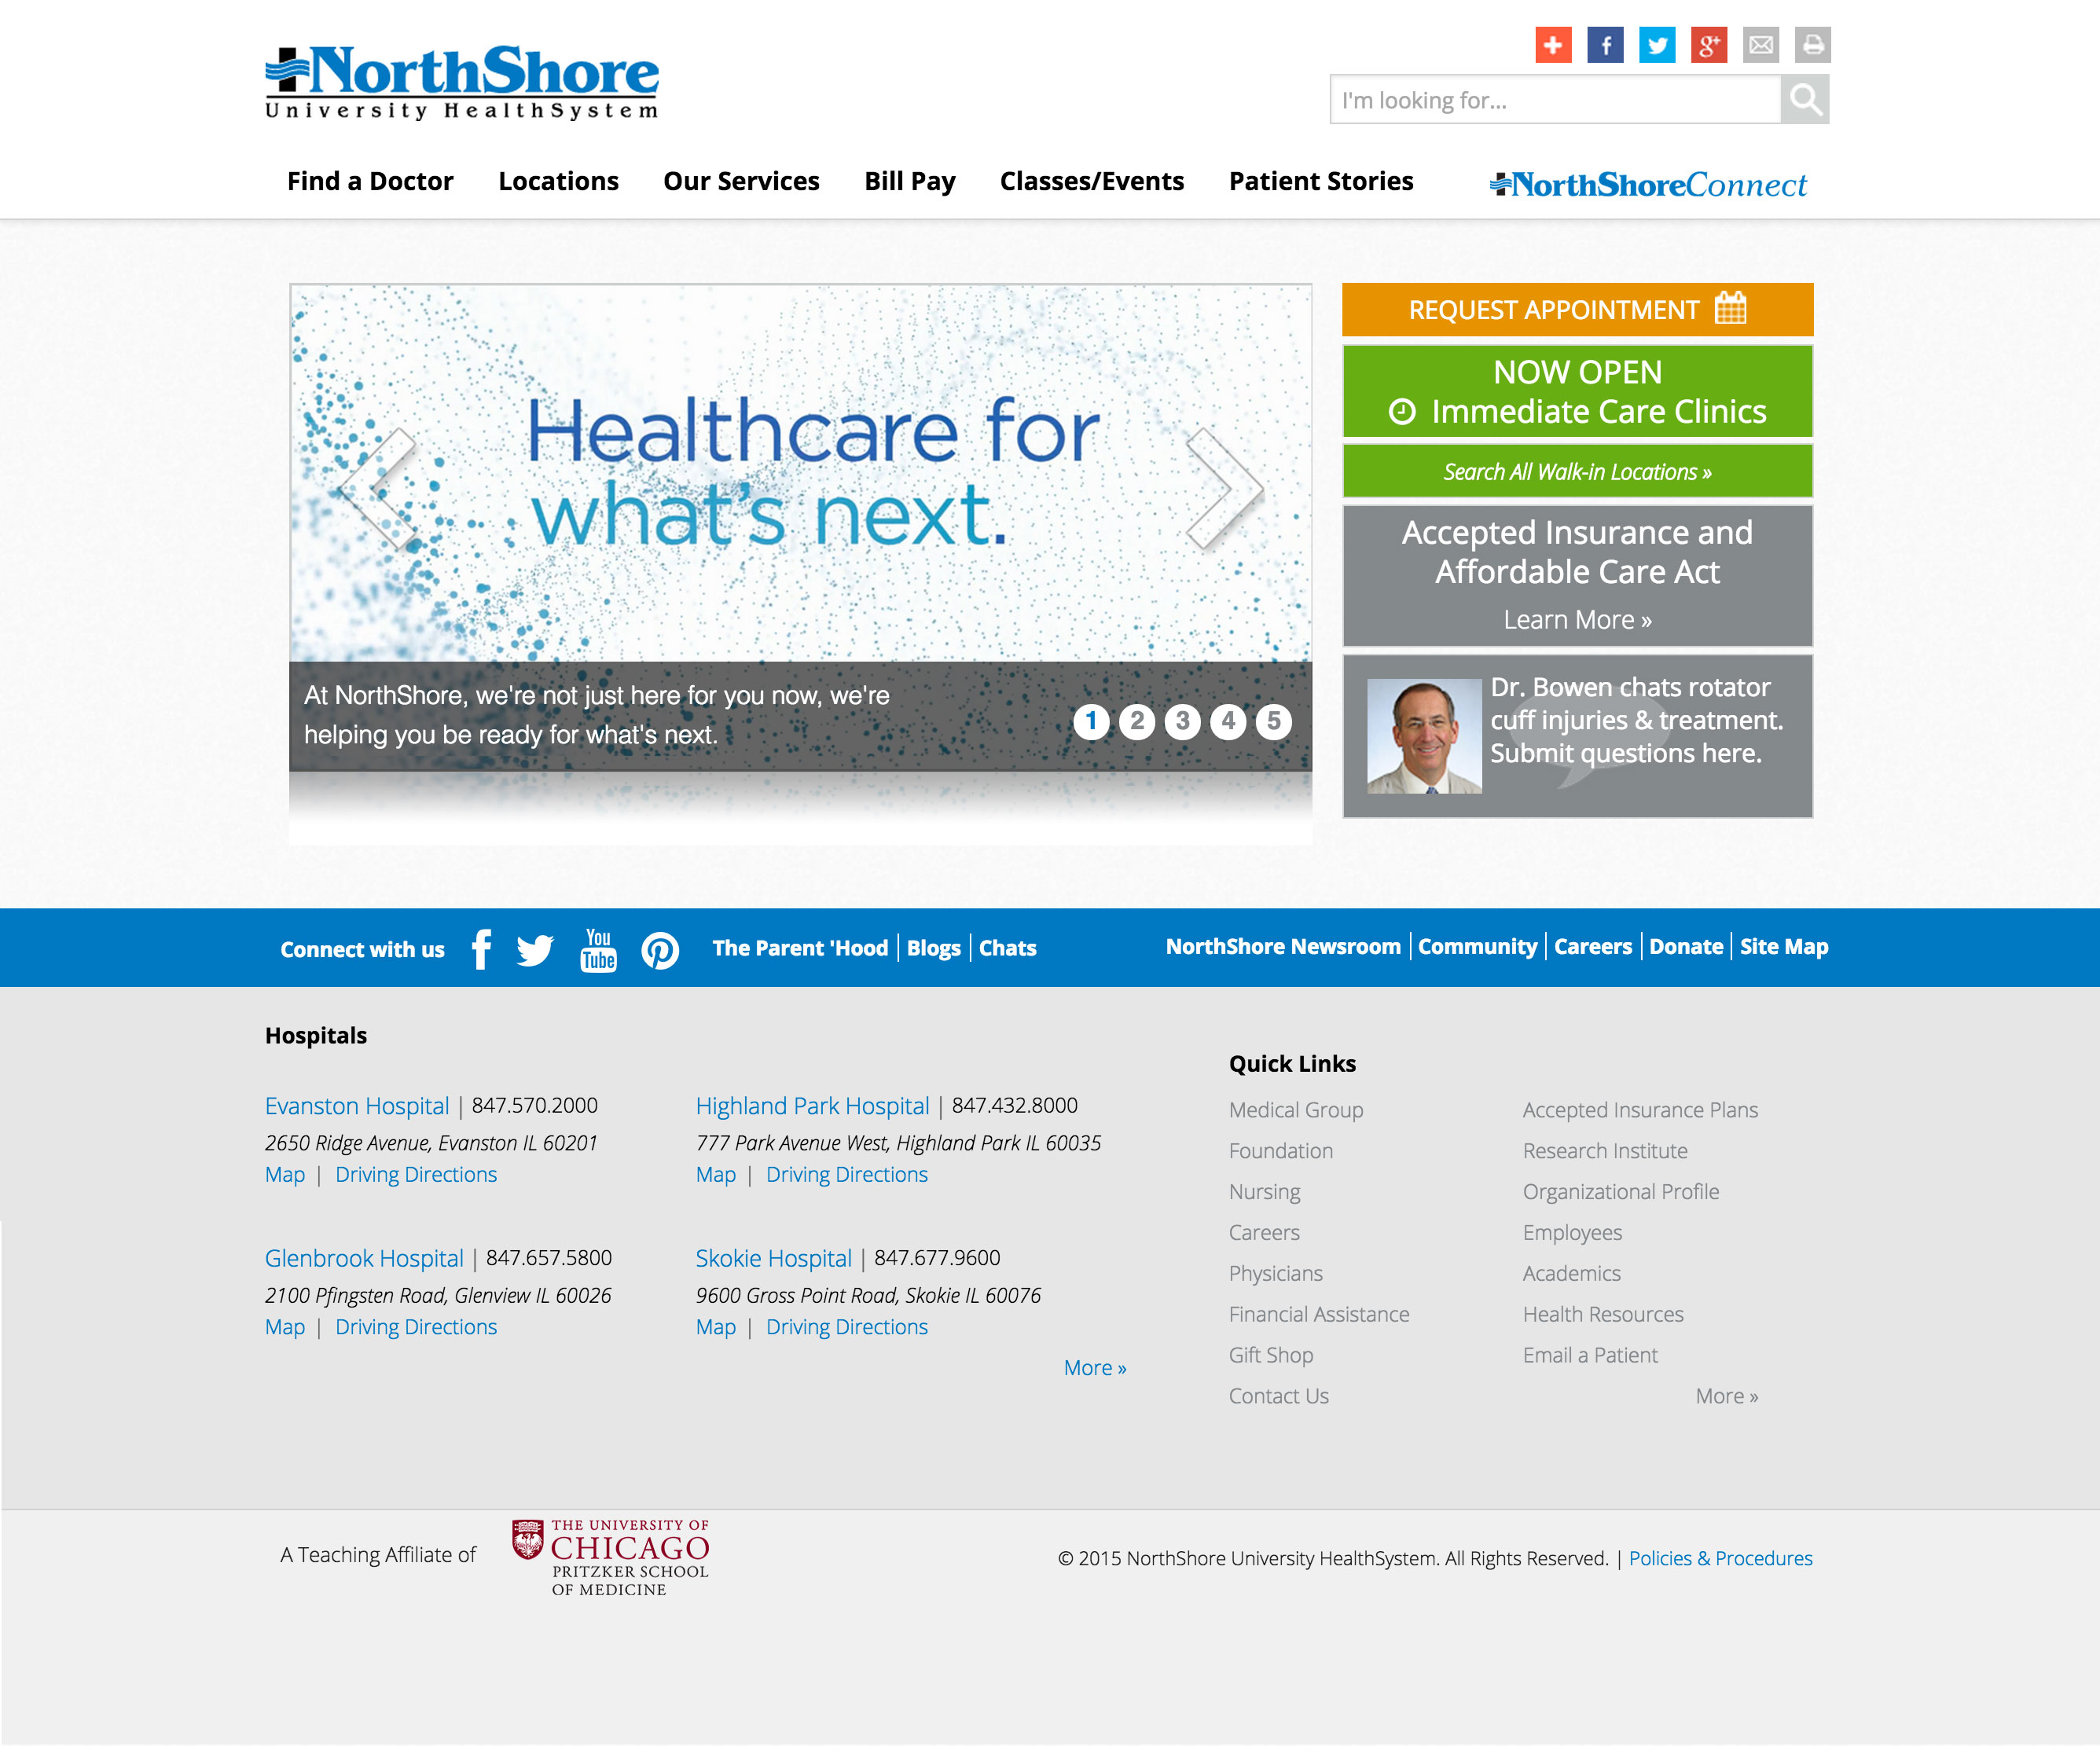 NorthShore
University HealthSystem
I'm looking for...
Find a Doctor Locations Our Services Bill Pay Classes/Events Patient Stories NorthShoreConnect
Healthcare for
what's next.
At NorthShore, we're not just here for you now, we're
helping you be ready for what's next.
1 2 3 4 5
REQUEST APPOINTMENT
NOW OPEN
Immediate Care Clinics
Search All Walk-in Locations »
Accepted Insurance and
Affordable Care Act
Learn More »
Dr. Bowen chats rotator
cuff injuries & treatment.
Submit questions here.
Connect with us You Tube The Parent 'Hood | Blogs | Chats NorthShore Newsroom | Community | Careers | Donate | Site Map
Hospitals
Evanston Hospital | 847.570.2000
2650 Ridge Avenue, Evanston IL 60201
Map | Driving Directions
Highland Park Hospital | 847.432.8000
777 Park Avenue West, Highland Park IL 60035
Map | Driving Directions
Glenbrook Hospital | 847.657.5800
2100 Pfingsten Road, Glenview IL 60026
Map | Driving Directions
Skokie Hospital | 847.677.9600
9600 Gross Point Road, Skokie IL 60076
Map | Driving Directions
More »
Quick Links
Medical Group
Foundation
Nursing
Careers
Physicians
Financial Assistance
Gift Shop
Contact Us
Accepted Insurance Plans
Research Institute
Organizational Profile
Employees
Academics
Health Resources
Email a Patient
More »
A Teaching Affiliate of
THE UNIVERSITY OF
CHICAGO
PRITZKER SCHOOL
OF MEDICINE
© 2015 NorthShore University HealthSystem. All Rights Reserved. | Policies & Procedures